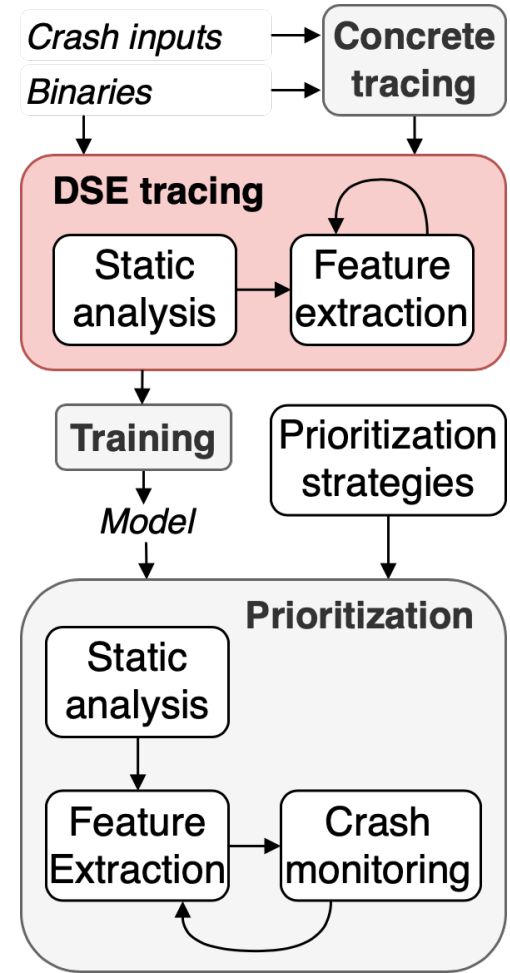 Crash inputs
Concrete
tracing
Binaries
DSE tracing
Static
analysis
Feature
extraction
Training
Prioritization
strategies
Model
Prioritization
Static
analysis
Feature
Extraction
Crash
monitoring